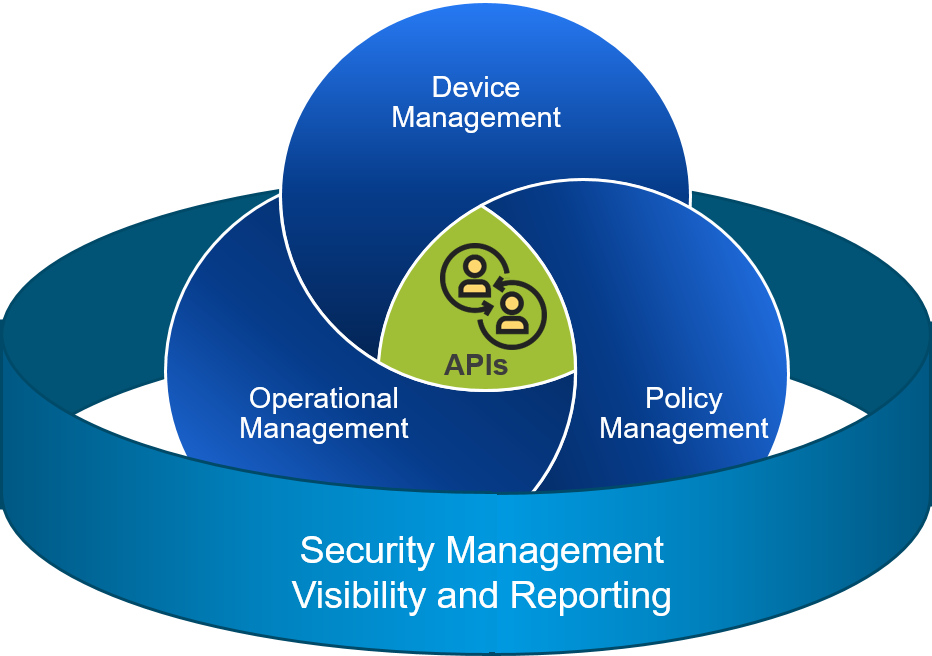 Device
Management
APIs
Operational
Management
Policy
Management
Security Management
Visibility and Reporting